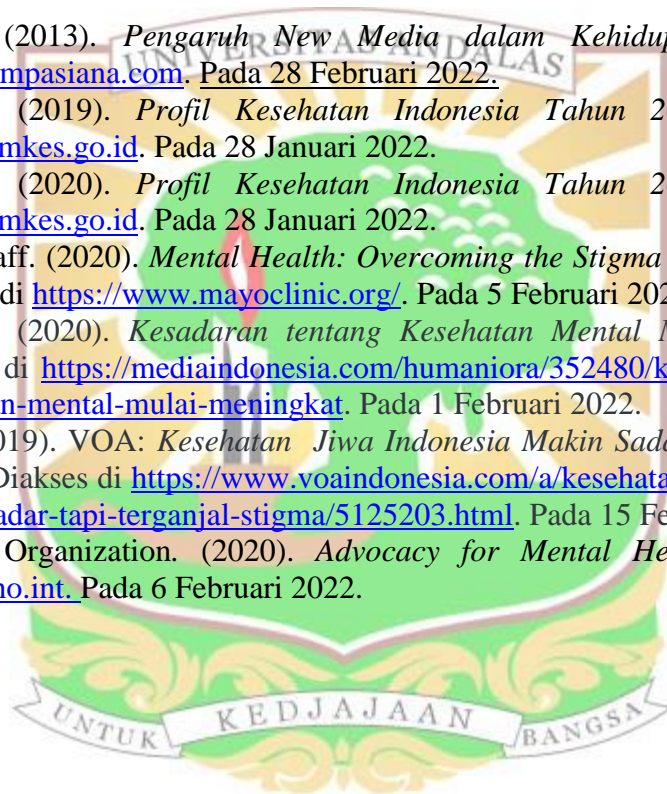 (2013). Pengaruh New Media dalam Kehidup
UNIVERSITAS ANDALAS
mpasiana.com. Pada 28 Februari 2022.
(2019). Profil Kesehatan Indonesia Tahun 2
mkes.go.id. Pada 28 Januari 2022.
(2020). Profil Kesehatan Indonesia Tahun 2
mkes.go.id. Pada 28 Januari 2022.
aff. (2020). Mental Health: Overcoming the Stigma
di https://www.mayoclinic.org/. Pada 5 Februari 202
(2020). Kesadaran tentang Kesehatan Mental M
di https://mediaindonesia.com/humaniora/352480/k
n-mental-mulai-meningkat. Pada 1 Februari 2022.
019). VOA: Kesehatan Jiwa Indonesia Makin Sada
Diakses di https://www.voaindonesia.com/a/kesehata
adar-tapi-terganjal-stigma/5125203.html. Pada 15 Fe
Organization. (2020). Advocacy for Mental He
no.int. Pada 6 Februari 2022.
UNTUK KEDJAJAAN BANGSA